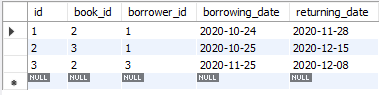 id book_id borrower_id borrowing_date returning_date
1 2 1 2020-10-24 2020-11-28
2 3 1 2020-10-25 2020-12-15
3 2 3 2020-11-25 2020-12-08
NULL NULL NULL NULL NULL